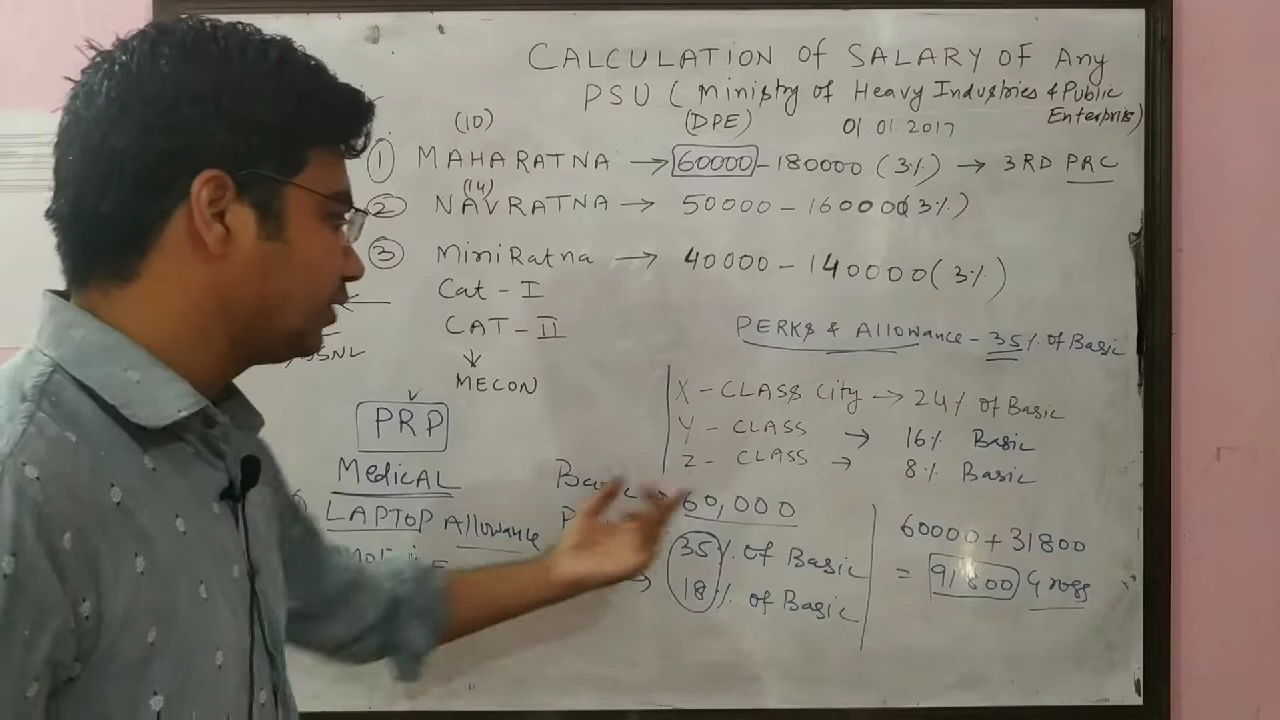 CALCULATION of SALARY OF Any
PSU ( Ministry of Heavy Industries & Public
Enterprise)
(10) (DPE) 01.01.2017
① MAHARATNA → 60000 - 180000 (3%) → 3RD PRC
(14)
② NAVRATNA → 50000 - 160000(3%)
③ MiniRatna → 40000 - 140000(3%)
Cat - I
CAT - II
MECON
PERKS & Allowance - 35% of Basic
X - CLASS City → 24% of Basic
Y - CLASS → 16% Basic
Z - CLASS → 8% Basic
PRP
Medical
LAPTOP Allowance
60,000
35% of Basic
18% of Basic
60000 + 31800
= 91800 Gross